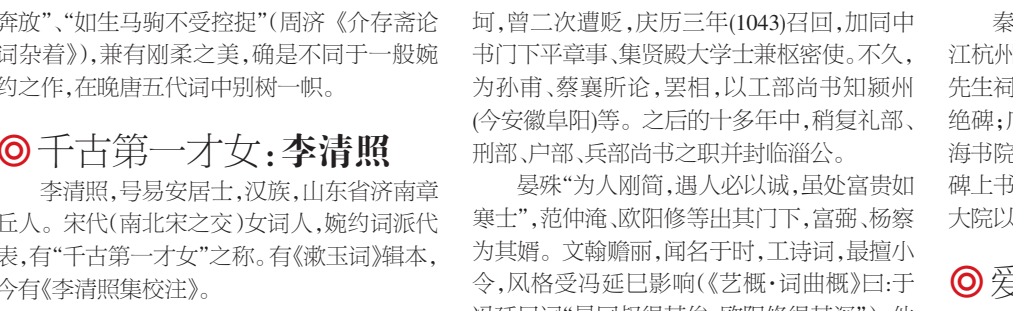 奔放”、“如生马驹不受控捉”(周济《介存斋论
词杂着》),兼有刚柔之美,确是不同于一般婉
约之作,在晚唐五代词中别树一帜。
千古第一才女:李清照
李清照,号易安居士,汉族,山东省济南章
丘人。宋代(南北宋之交)女词人,婉约词派代
表,有“千古第一才女”之称。有《漱玉词》辑本,
今有《李清照集校注》。
坷,曾二次遭贬,庆历三年(1043)召回,加同中
书门下平章事、集贤殿大学士兼枢密使。不久,
为孙甫、蔡襄所论,罢相,以工部尚书知颍州
(今安徽阜阳)等。之后的十多年中,稍复礼部、
刑部、户部、兵部尚书之职并封临淄公。
晏殊“为人刚简,遇人必以诚,虽处富贵如
寒士”,范仲淹、欧阳修等出其门下,富弼、杨察
为其婿。文翰赡丽,闻名于时,工诗词,最擅小
令,风格受冯延巳影响(《艺概·词曲概》曰:于
秦
江杭州
先生祠
绝碑;
海书院
碑上书
大院以
爱